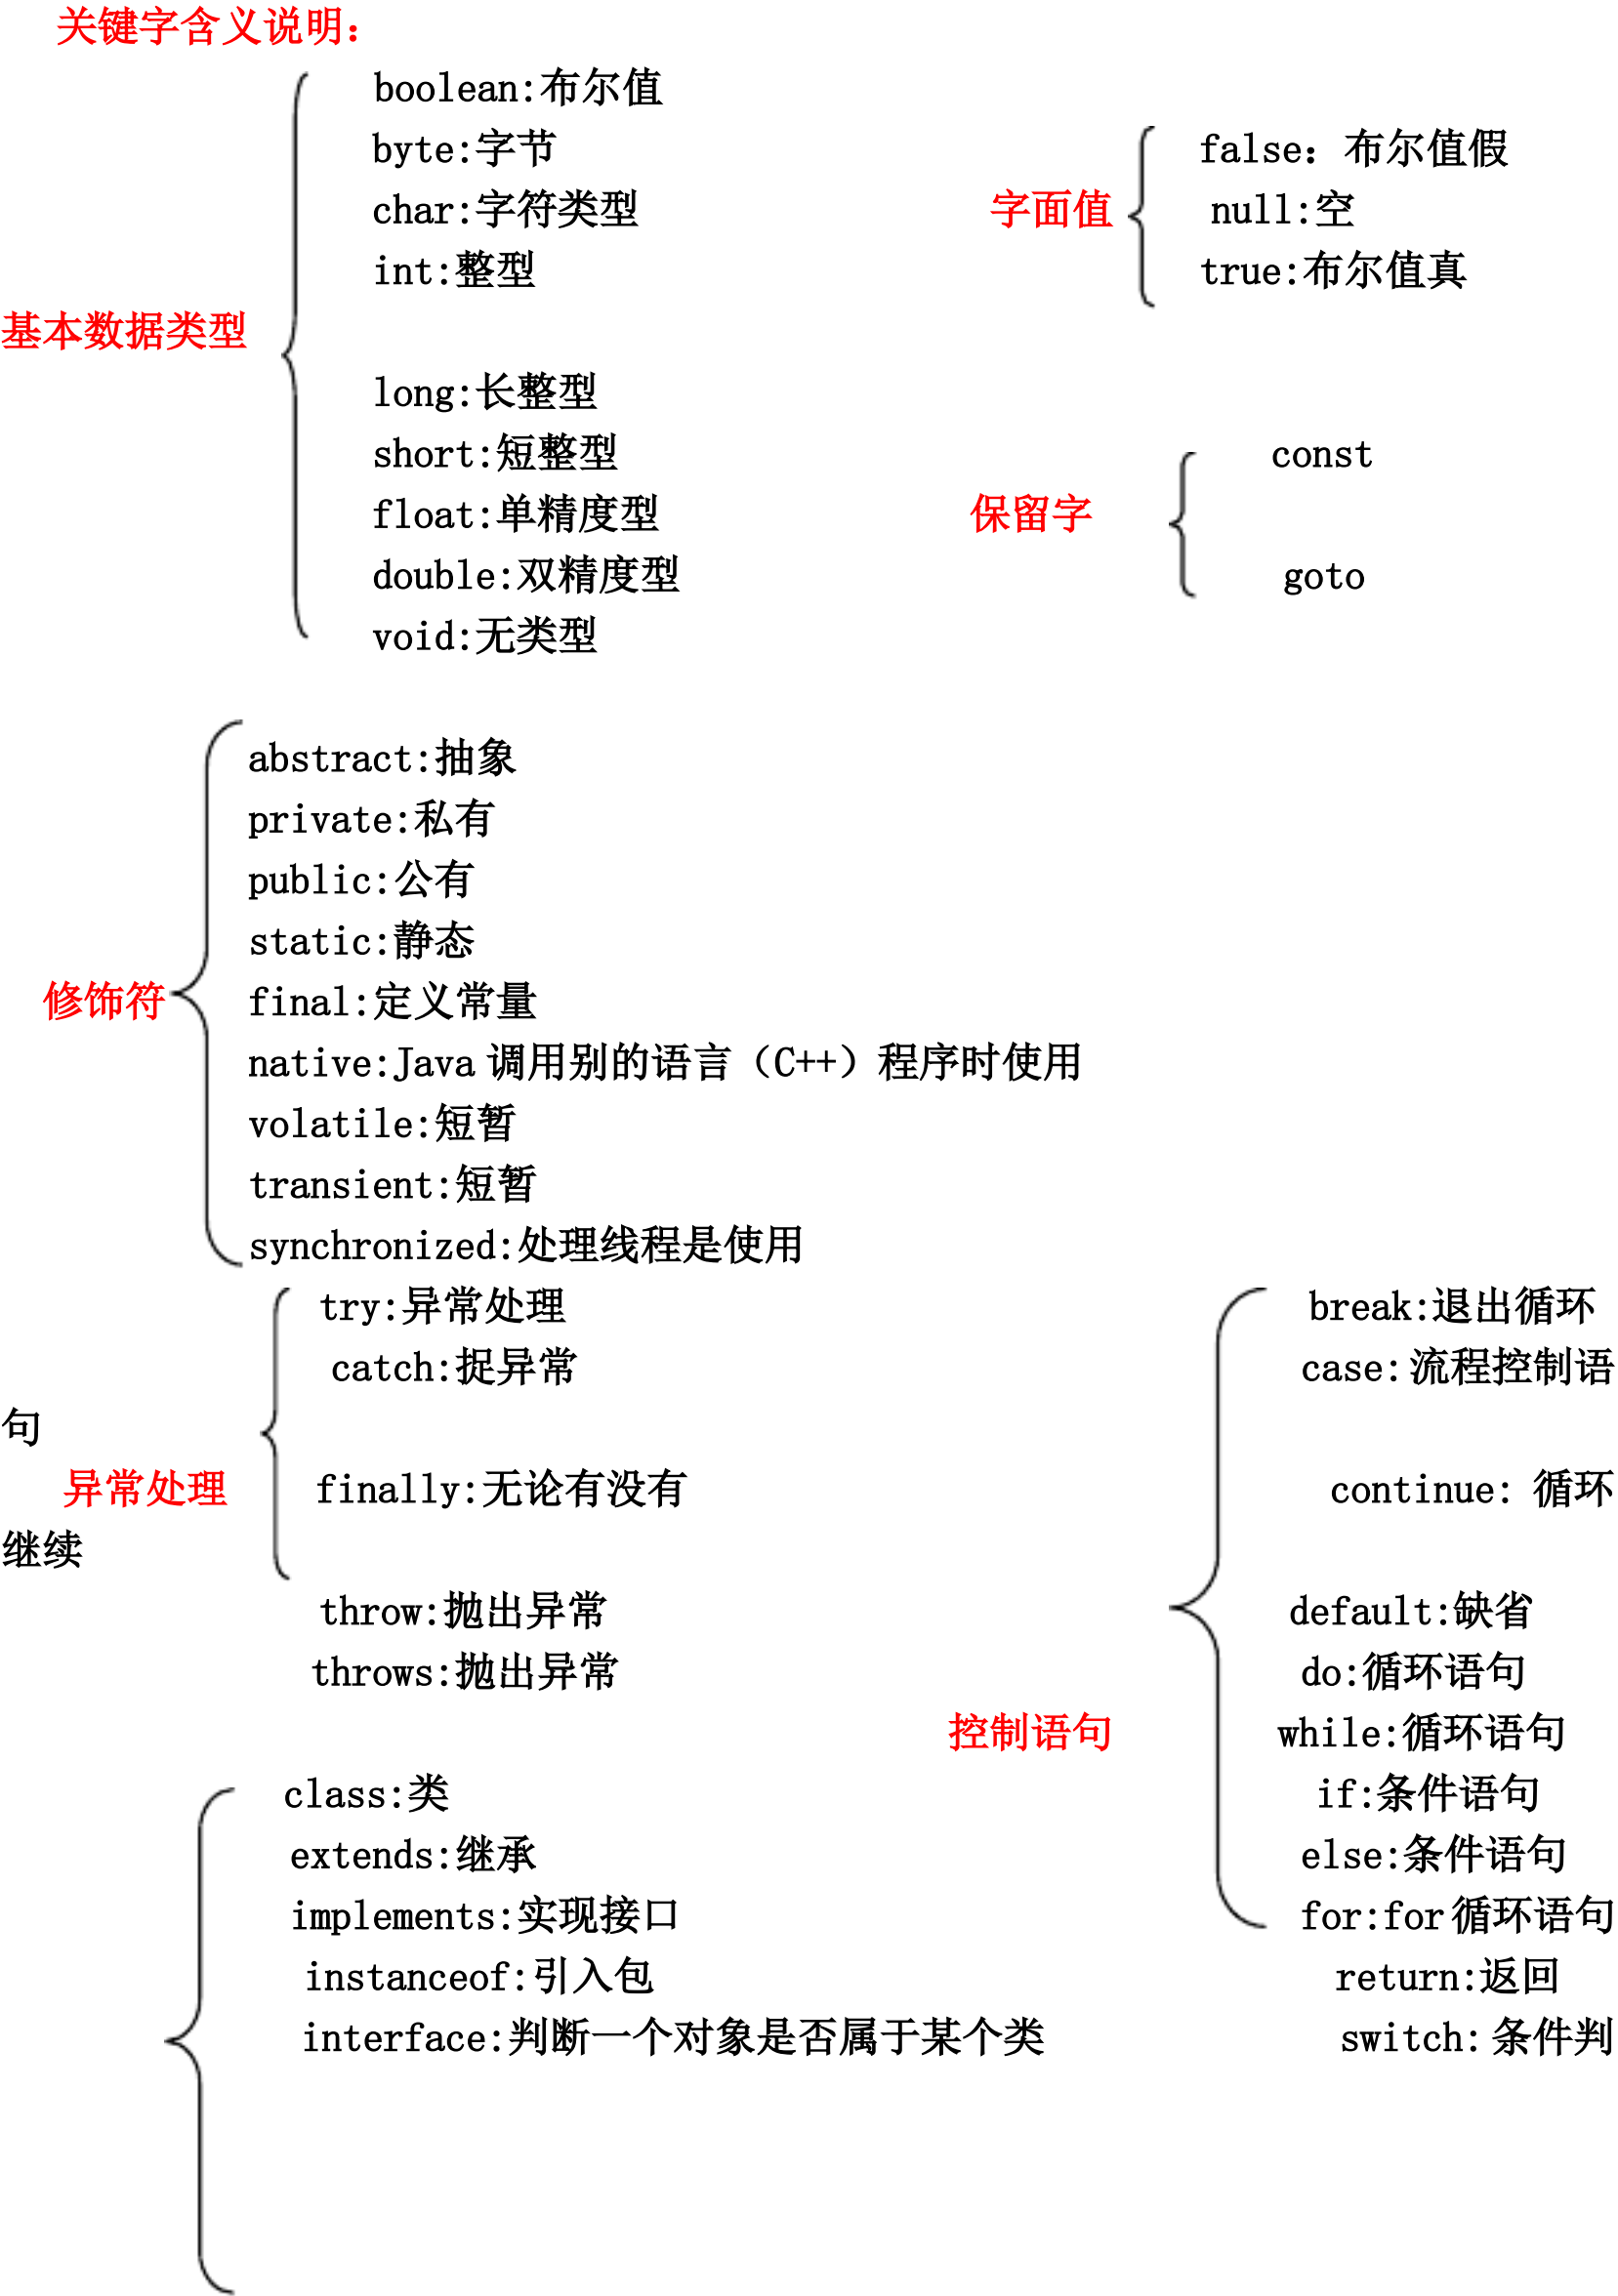 关键字含义说明：
boolean:布尔值
byte:字节 false：布尔值假
char:字符类型 字面值 null:空
int:整型 true:布尔值真
基本数据类型
long:长整型
short:短整型 const
float:单精度型 保留字
double:双精度型 goto
void:无类型
abstract:抽象
private:私有
public:公有
static:静态
修饰符 final:定义常量
native:Java 调用别的语言（C++）程序时使用
volatile:短暂
transient:短暂
synchronized:处理线程是使用
try:异常处理 break:退出循环
catch:捉异常 case:流程控制语
句
异常处理 finally:无论有没有 continue: 循环
继续
throw:抛出异常 default:缺省
throws:抛出异常 do:循环语句
控制语句 while:循环语句
class:类 if:条件语句
extends:继承 else:条件语句
implements:实现接口 for:for 循环语句
instanceof:引入包 return:返回
interface:判断一个对象是否属于某个类 switch:条件判